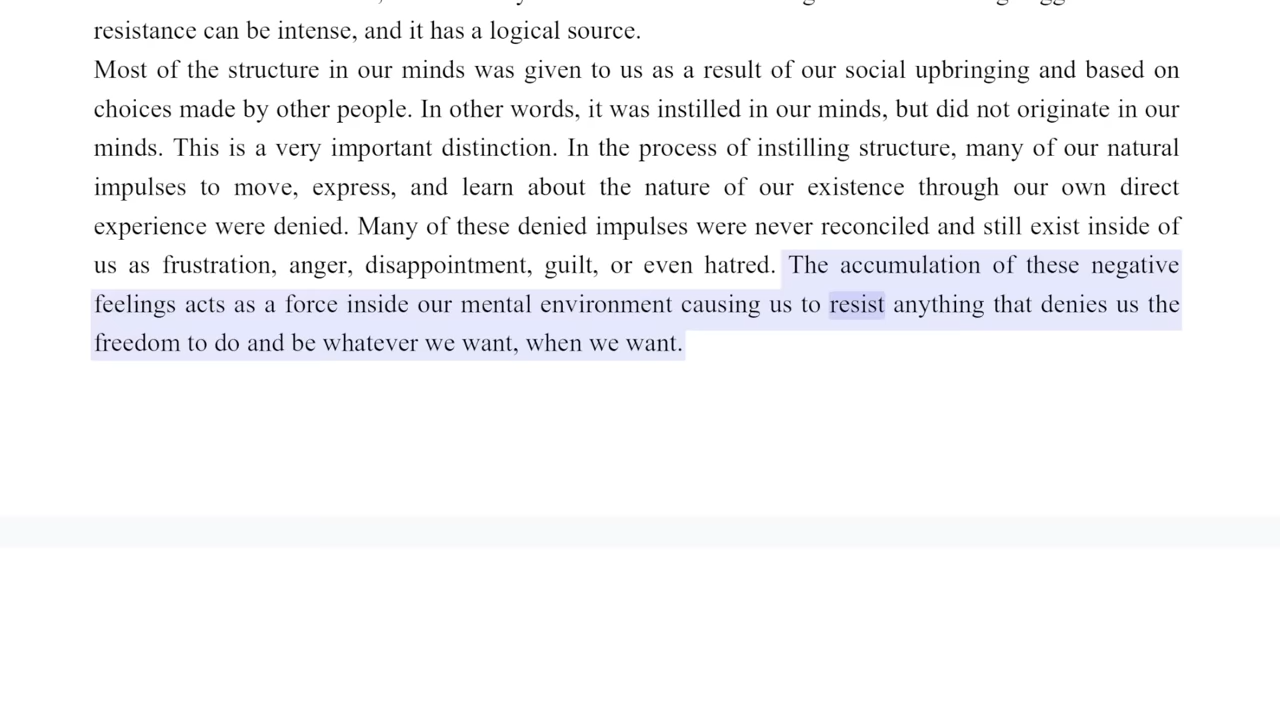 resistance can be intense, and it has a logical source.
Most of the structure in our minds was given to us as a result of our social upbringing and based on
choices made by other people. In other words, it was instilled in our minds, but did not originate in our
minds. This is a very important distinction. In the process of instilling structure, many of our natural
impulses to move, express, and learn about the nature of our existence through our own direct
experience were denied. Many of these denied impulses were never reconciled and still exist inside of
us as frustration, anger, disappointment, guilt, or even hatred. The accumulation of these negative
feelings acts as a force inside our mental environment causing us to resist anything that denies us the
freedom to do and be whatever we want, when we want.